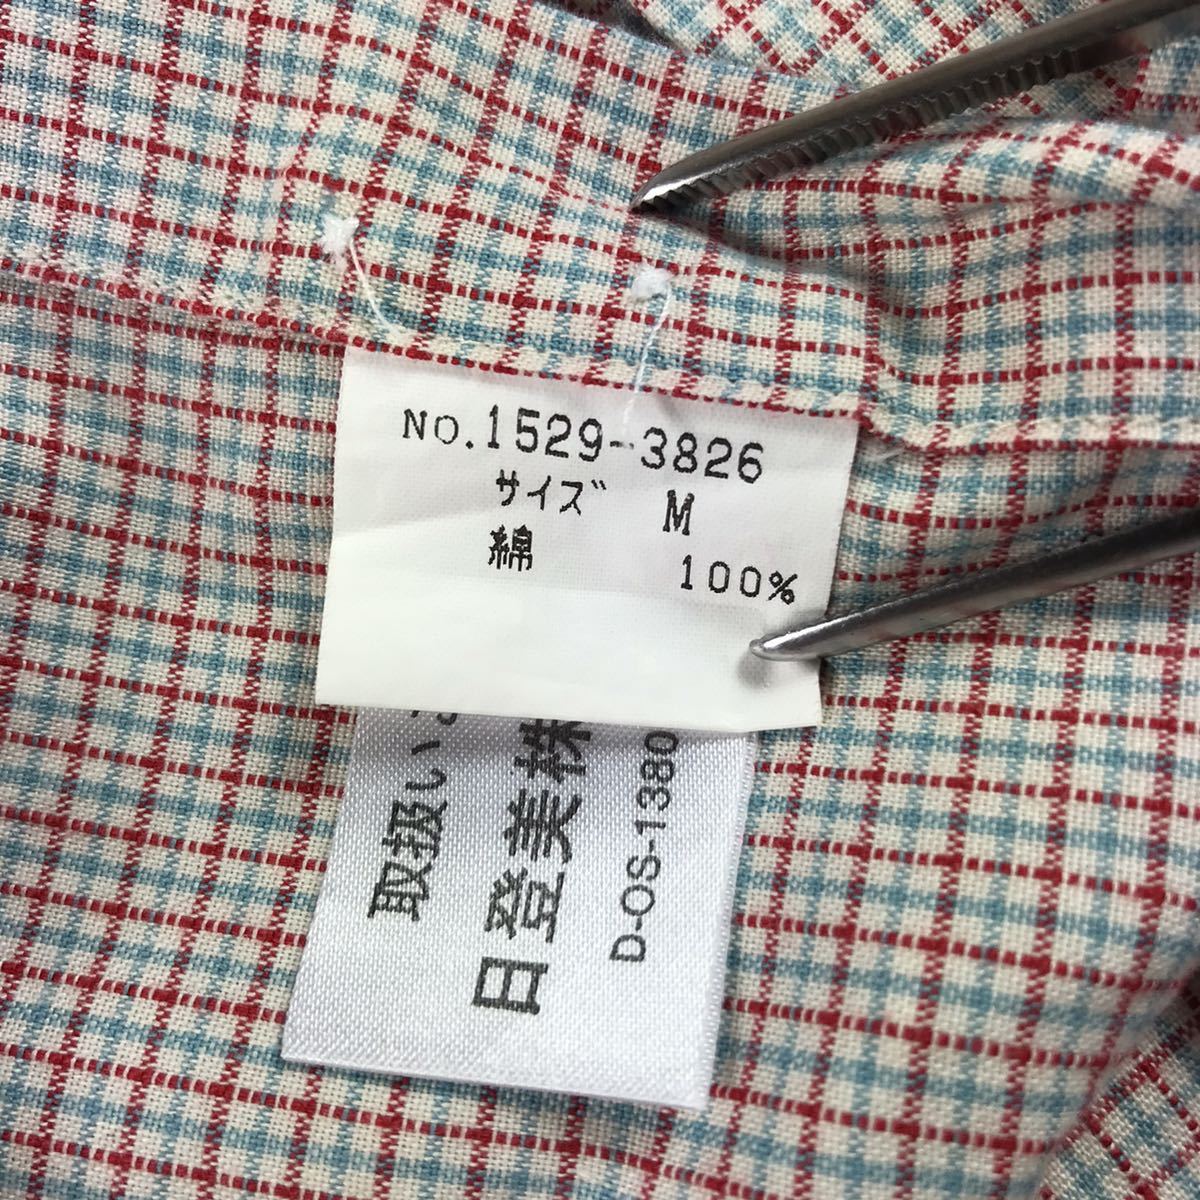 NO.1529-3826
サイズ M
綿 100%
取扱い
日登美株
D-OS-1380